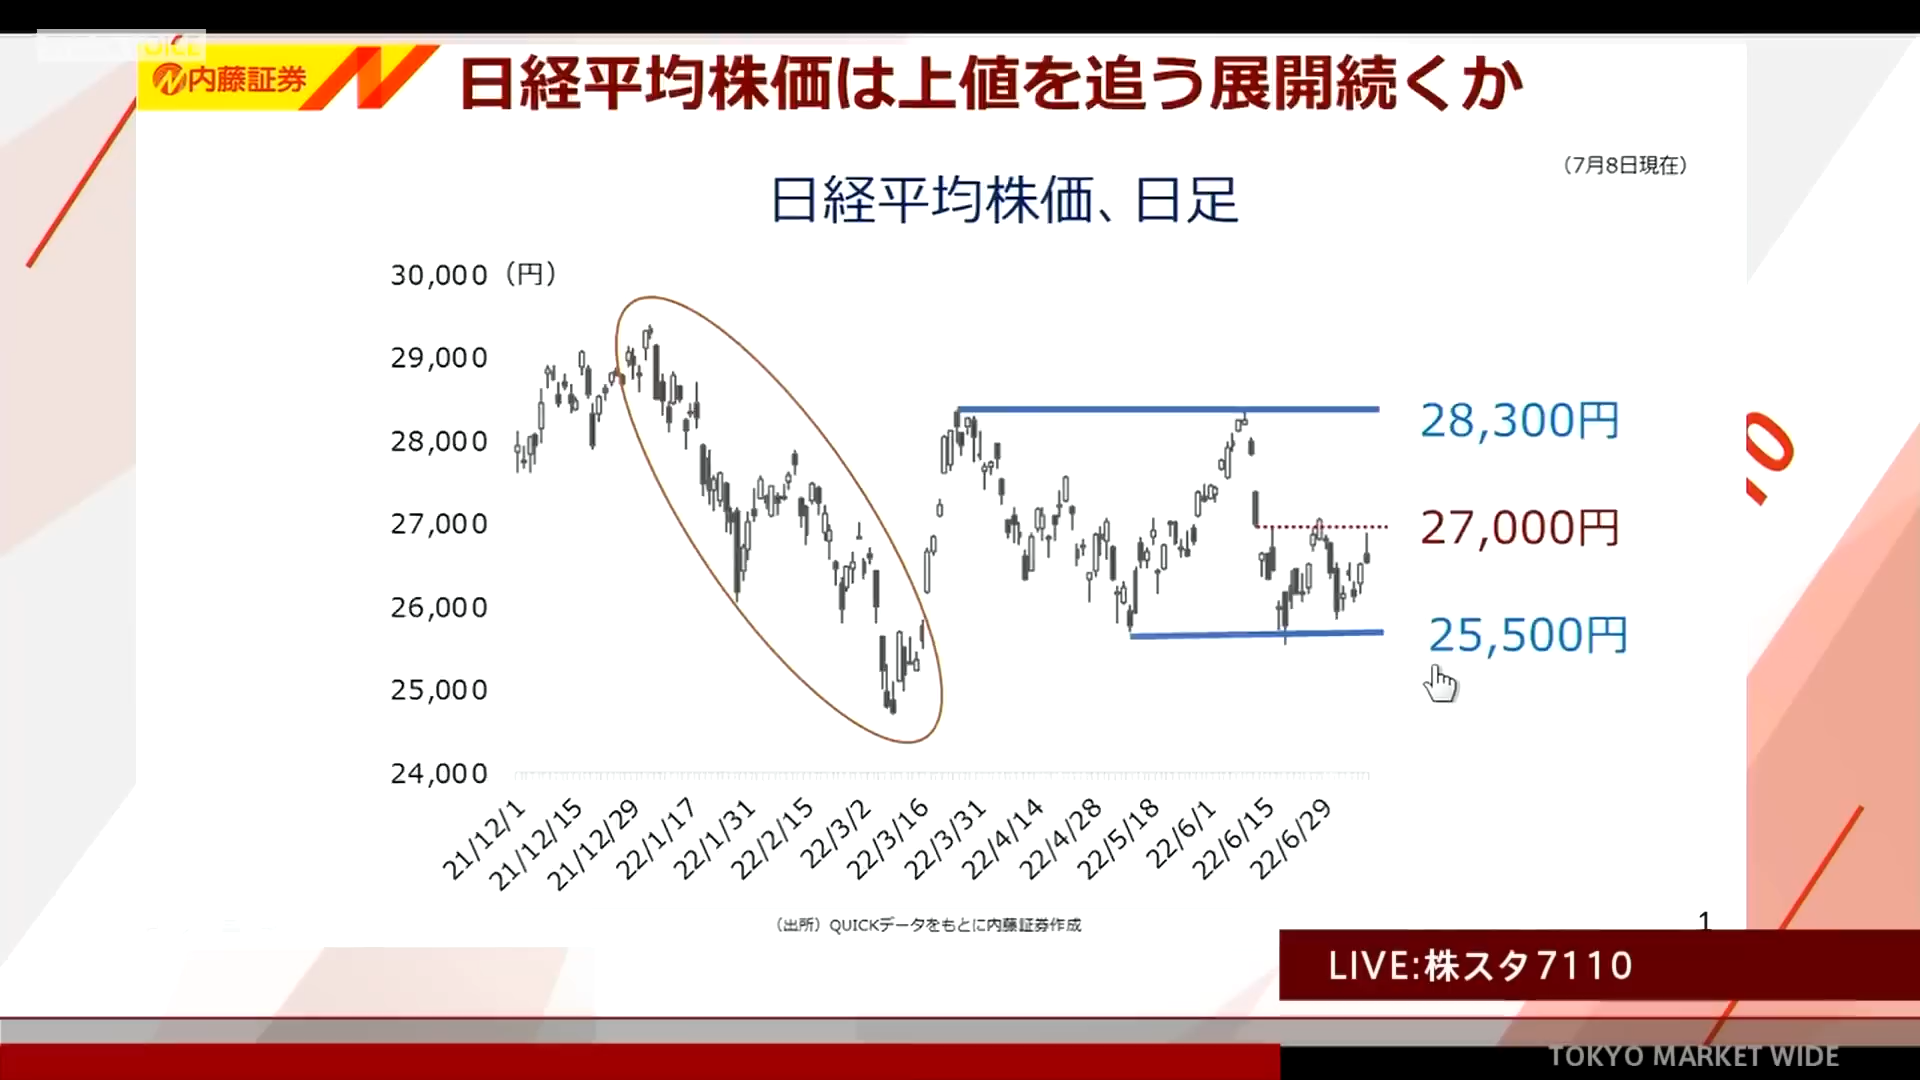 内藤証券
日経平均株価は上値を追う展開続くか
（7月8日現在）
日経平均株価、日足
30,000（円）
29,000
28,000
27,000
26,000
25,000
24,000
28,300円
27,000円
25,500円
21/12/1
21/12/15
21/12/29
22/1/17
22/1/31
22/2/15
22/3/2
22/3/16
22/3/31
22/4/14
22/4/28
22/5/18
22/6/1
22/6/15
22/6/29
（出所）QUICKデータをもとに内藤証券作成
1
LIVE:株スタ7110
TOKYO MARKET WIDE